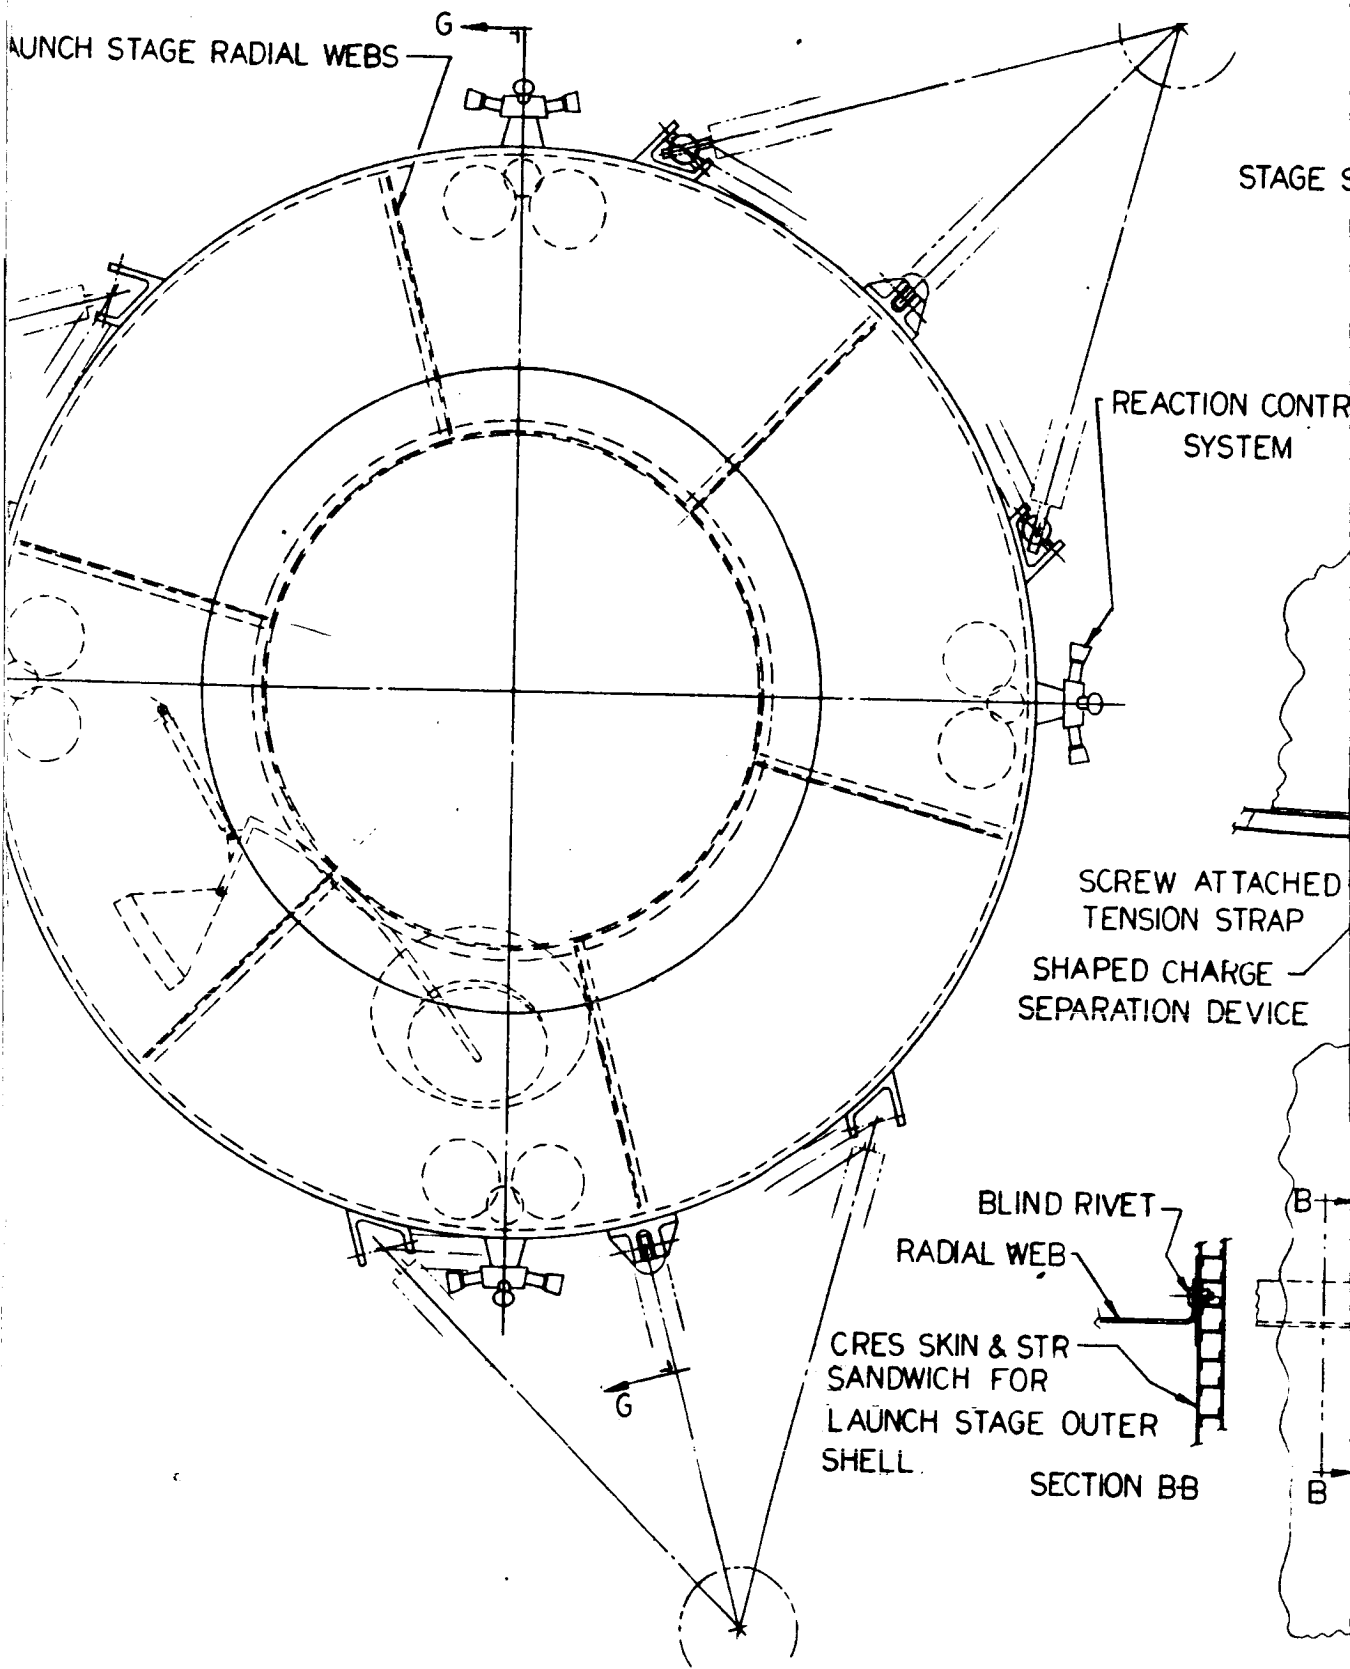 G
AUNCH STAGE RADIAL WEBS
STAGE S
REACTION CONTR
SYSTEM
SCREW ATTACHED
TENSION STRAP
SHAPED CHARGE
SEPARATION DEVICE
BLIND RIVET
RADIAL WEB
B
CRES SKIN & STR
SANDWICH FOR
LAUNCH STAGE OUTER
SHELL
G
SECTION B-B
B